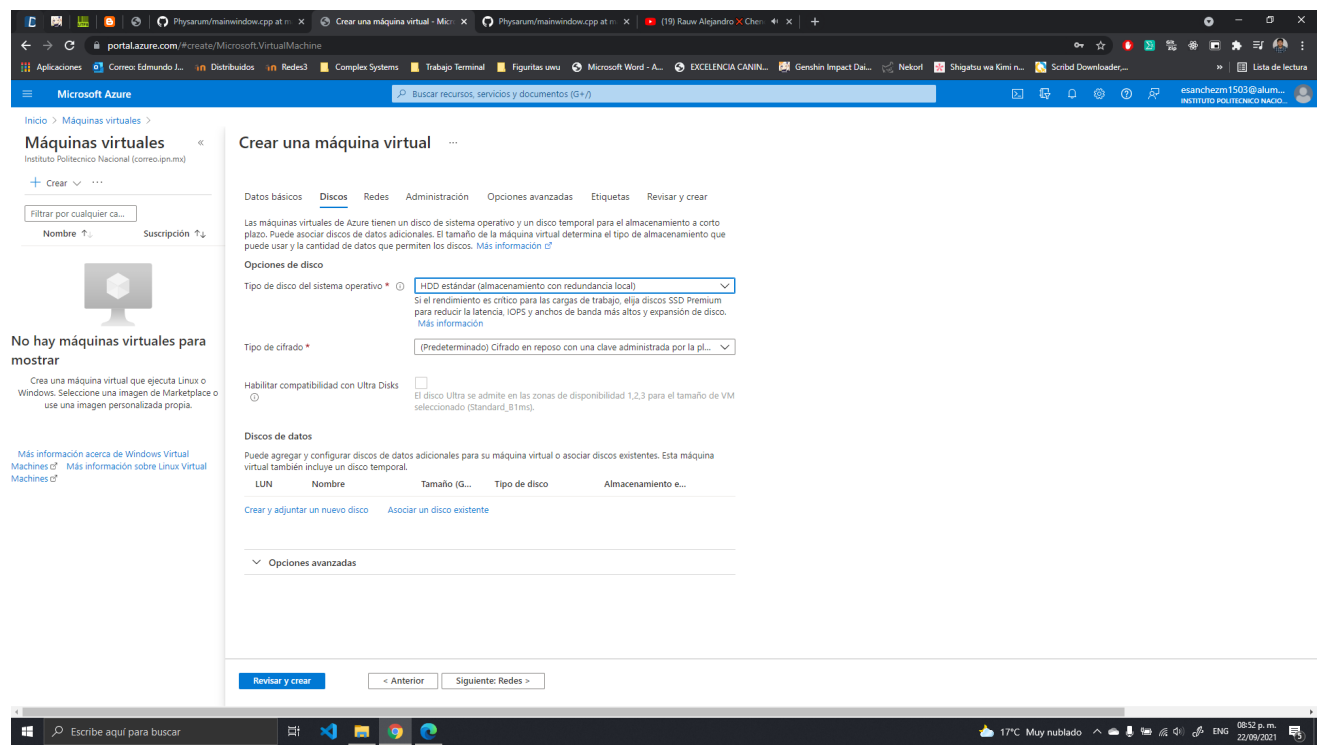 Physarum/mainwindow.cpp at m
Crear una máquina virtual - Micr
Physarum/mainwindow.cpp at m
(19) Rauw Alejandro
portal.azure.com/#create/Microsoft.VirtualMachine
Aplicaciones
Correo: Edmundo J...
Distribuidos
Redes3
Complex Systems
Trabajo Terminal
Figuritas uwu
Microsoft Word - A...
EXCELENCIA CANIN...
Genshin Impact Dai...
Nekorl
Shigatsu wa Kimi n...
Scribd Downloader,...
»
Lista de lectura
Microsoft Azure
Buscar recursos, servicios y documentos (G+/)
esanchezm1503@alum...
INSTITUTO POLITECNICO NACIO...
Inicio > Máquinas virtuales >
Máquinas virtuales
«
Instituto Politecnico Nacional (correo.ipn.mx)
+ Crear ···
Filtrar por cualquier ca...
Nombre ↑↓ Suscripción ↑↓
No hay máquinas virtuales para
mostrar
Crea una máquina virtual que ejecuta Linux o
Windows. Seleccione una imagen de Marketplace o
use una imagen personalizada propia.
Más información acerca de Windows Virtual
Machines Más información sobre Linux Virtual
Machines
Crear una máquina virtual ···
Datos básicos Discos Redes Administración Opciones avanzadas Etiquetas Revisar y crear
Las máquinas virtuales de Azure tienen un disco de sistema operativo y un disco temporal para el almacenamiento a corto
plazo. Puede asociar discos de datos adicionales. El tamaño de la máquina virtual determina el tipo de almacenamiento que
puede usar y la cantidad de datos que permiten los discos. Más información
Opciones de disco
Tipo de disco del sistema operativo *
HDD estándar (almacenamiento con redundancia local)
Si el rendimiento es crítico para las cargas de trabajo, elija discos SSD Premium
para reducir la latencia, IOPS y anchos de banda más altos y expansión de disco.
Más información
Tipo de cifrado *
(Predeterminado) Cifrado en reposo con una clave administrada por la pl...
Habilitar compatibilidad con Ultra Disks
El disco Ultra se admite en las zonas de disponibilidad 1,2,3 para el tamaño de VM
seleccionado (Standard_B1ms).
Discos de datos
Puede agregar y configurar discos de datos adicionales para su máquina virtual o asociar discos existentes. Esta máquina
virtual también incluye un disco temporal.
LUN Nombre Tamaño (G... Tipo de disco Almacenamiento e...
Crear y adjuntar un nuevo disco Asociar un disco existente
Opciones avanzadas
Revisar y crear
< Anterior
Siguiente: Redes >
Escribe aquí para buscar
17°C Muy nublado
ENG
08:52 p. m.
22/09/2021